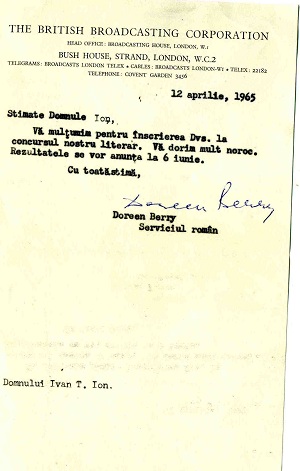 THE BRITISH BROADCASTING CORPORATION
HEAD OFFICE: BROADCASTING HOUSE, LONDON, W.1
BUSH HOUSE, STRAND, LONDON, W.C.2
TELEGRAMS: BROADCASTS LONDON TELEX • CABLES: BROADCASTS LONDON-W1 • TELEX: 22182
TELEPHONE: COVENT GARDEN 3456
12 aprilie, 1965
Stimate Domnule Ion,
Vă mulţumim pentru înscrierea Dvs. la
concursul nostru literar. Vă dorim mult noroc.
Rezultatele se vor anunţa la 6 iunie.
Cu toatăstimă,
Doreen Berry
Doreen Berry
Serviciul român
Domnului Ivan T. Ion.